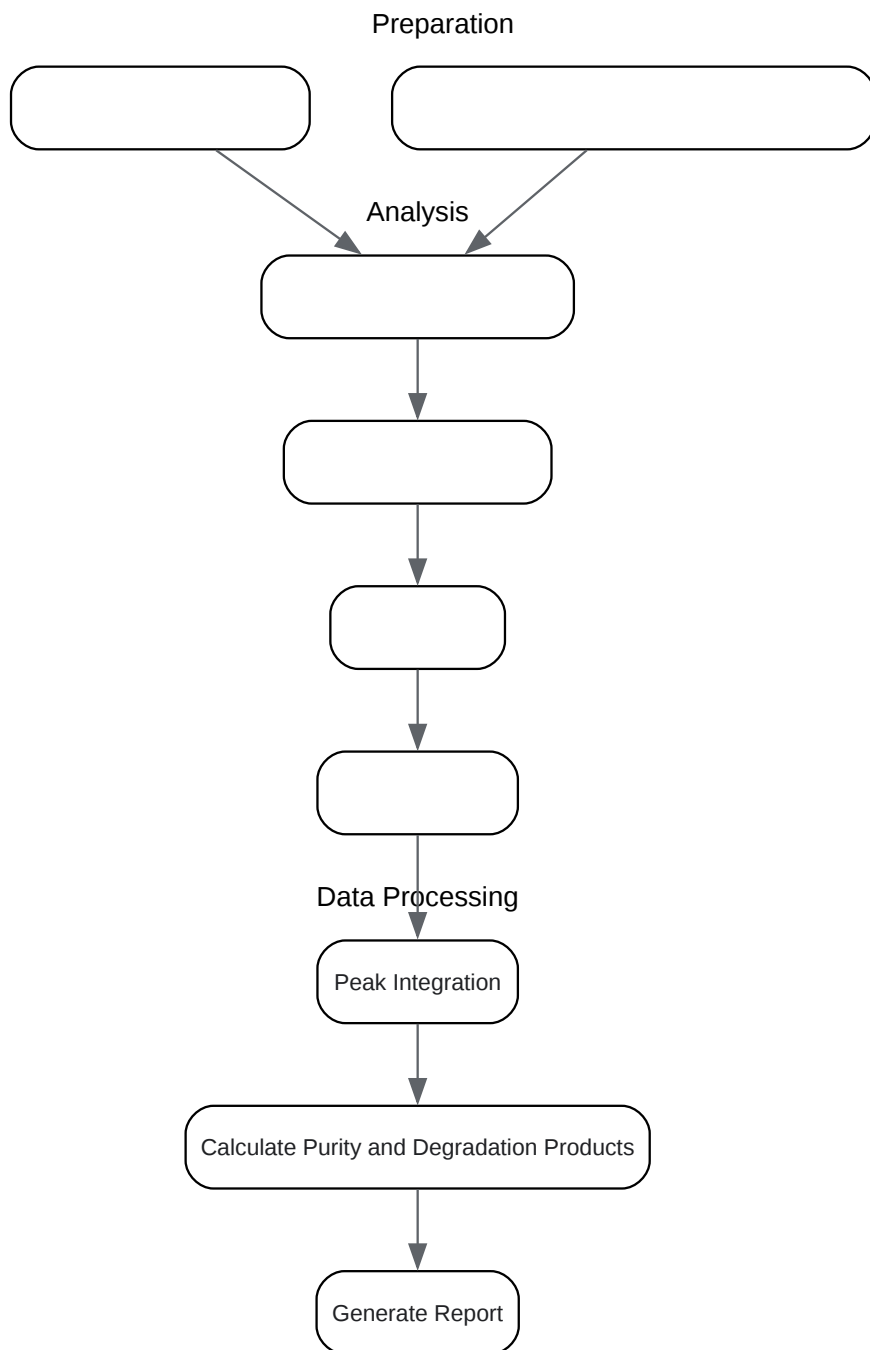 Preparation
Analysis
Data Processing
Peak Integration
Calculate Purity and Degradation Products
Generate Report